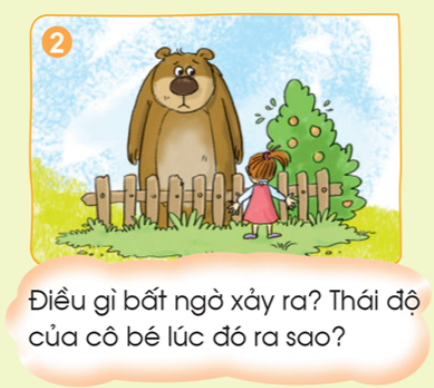 2
Điều gì bất ngờ xảy ra? Thái độ
của cô bé lúc đó ra sao?